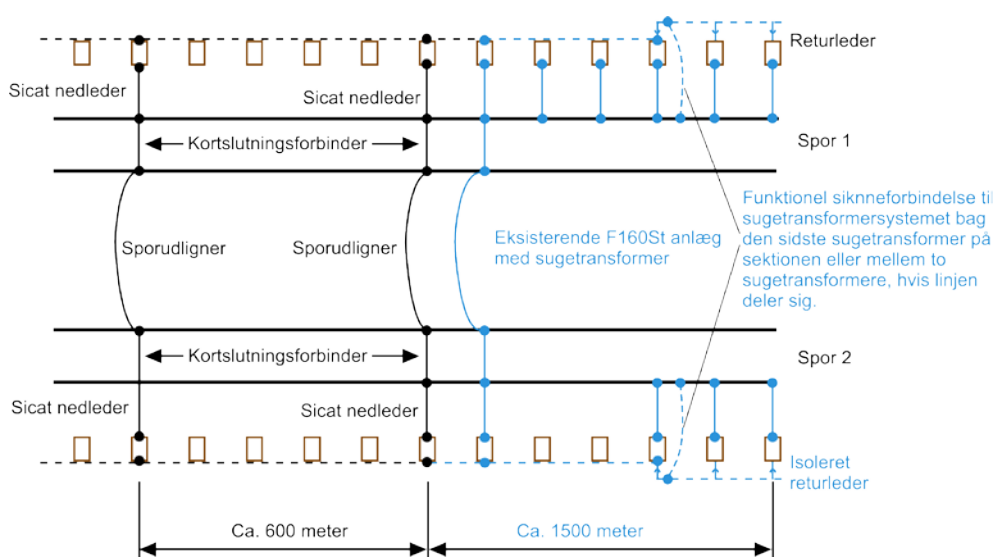 Returleder
Sicat nedleder
Sicat nedleder
Kortslutningsforbinder
Spor 1
Funktionel siknneforbindelse til
sugetransformersystemet bag
den sidste sugetransformer på
sektionen eller mellem to
sugetransformere, hvis linjen
deler sig.
Sporudligner
Sporudligner
Eksisterende F160St anlæg
med sugetransformer
Kortslutningsforbinder
Spor 2
Sicat nedleder
Sicat nedleder
Isoleret
returleder
Ca. 600 meter
Ca. 1500 meter